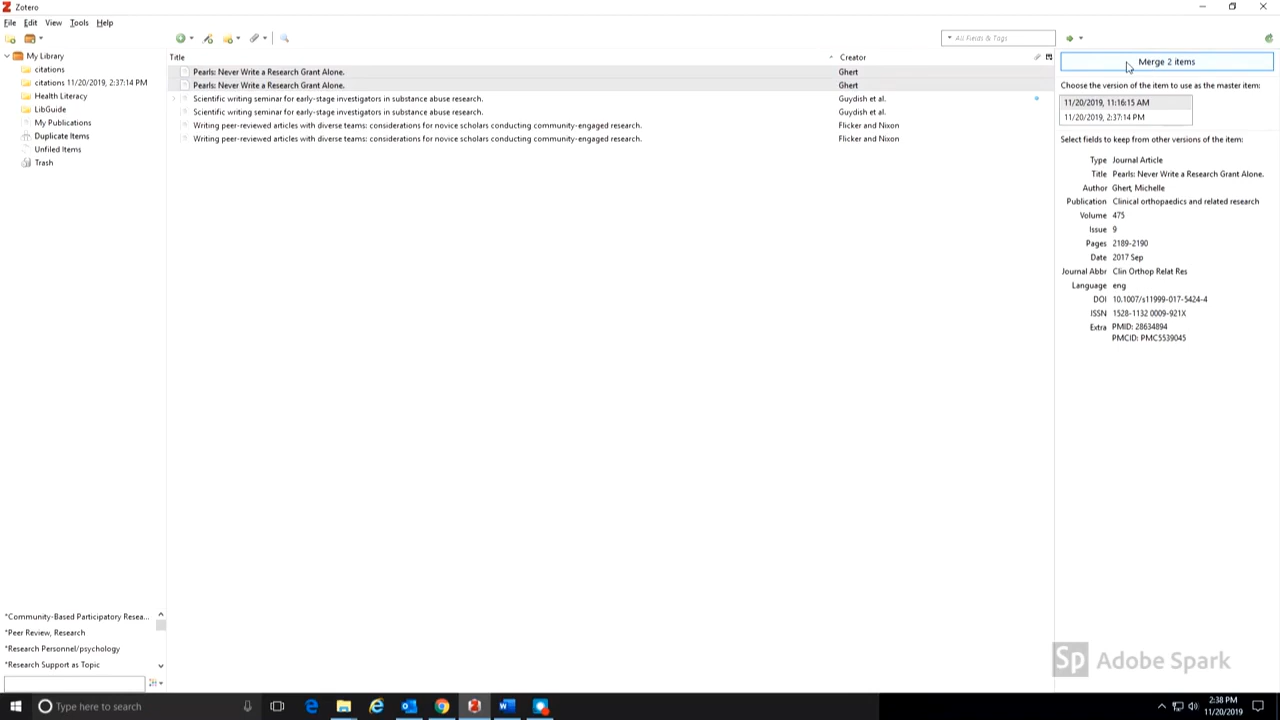 Zotero
File Edit View Tools Help
All Fields & Tags
My Library
citations
citations 11/20/2019, 2:37:14 PM
Health Literacy
LibGuide
My Publications
Duplicate Items
Unfiled Items
Trash
Title Creator
Pearls: Never Write a Research Grant Alone. Ghert
Pearls: Never Write a Research Grant Alone. Ghert
Scientific writing seminar for early-stage investigators in substance abuse research. Guydish et al.
Scientific writing seminar for early-stage investigators in substance abuse research. Guydish et al.
Writing peer-reviewed articles with diverse teams: considerations for novice scholars conducting community-engaged research. Flicker and Nixon
Writing peer-reviewed articles with diverse teams: considerations for novice scholars conducting community-engaged research. Flicker and Nixon
Merge 2 items
Choose the version of the item to use as the master item:
11/20/2019, 11:16:15 AM
11/20/2019, 2:37:14 PM
Select fields to keep from other versions of the item:
Type Journal Article
Title Pearls: Never Write a Research Grant Alone.
Author Ghert, Michelle
Publication Clinical orthopaedics and related research
Volume 475
Issue 9
Pages 2189-2190
Date 2017 Sep
Journal Abbr Clin Orthop Relat Res
Language eng
DOI 10.1007/s11999-017-5424-4
ISSN 1528-1132 0009-921X
Extra PMID: 28634894
PMCID: PMC5539045
*Community-Based Participatory Resea...
*Peer Review, Research
*Research Personnel/psychology
*Research Support as Topic
Sp Adobe Spark
Type here to search
2:38 PM
11/20/2019